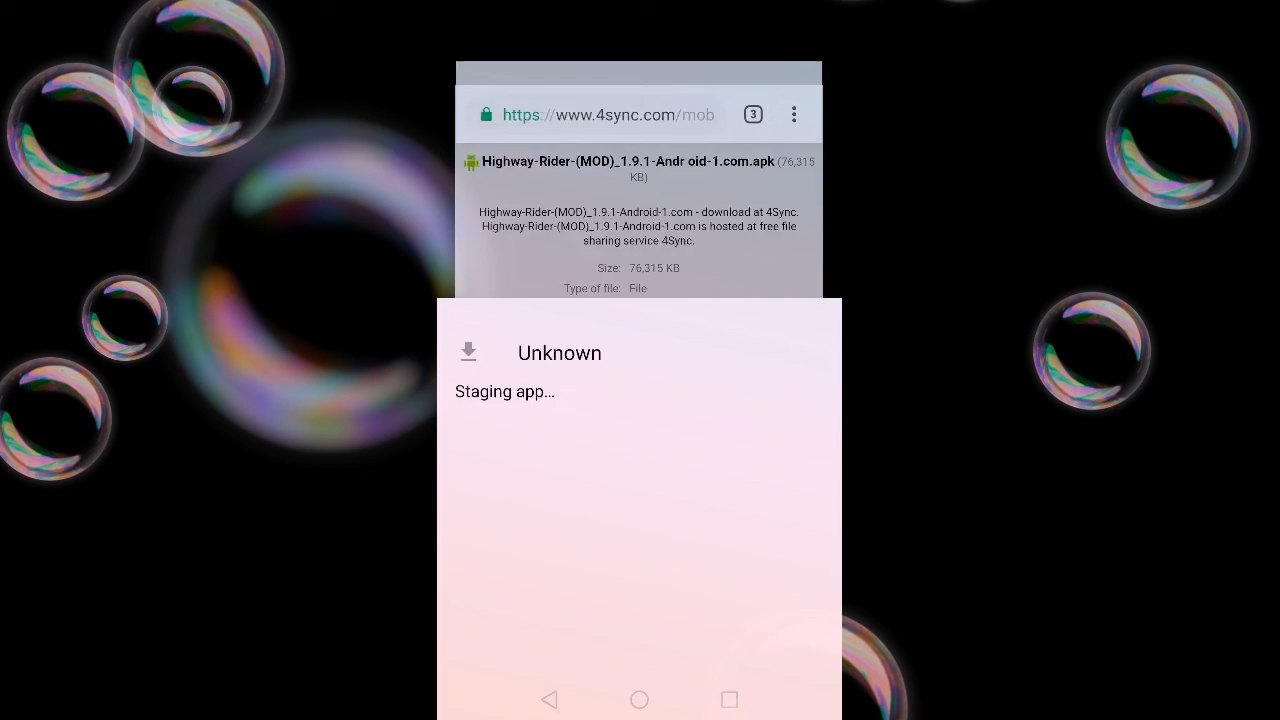 https://www.4sync.com/mob
3
Highway-Rider-(MOD)_1.9.1-Andr oid-1.com.apk (76,315
KB)
Highway-Rider-(MOD)_1.9.1-Android-1.com - download at 4Sync.
Highway-Rider-(MOD)_1.9.1-Android-1.com is hosted at free file
sharing service 4Sync.
Size: 76,315 KB
Type of file: File
Unknown
Staging app...